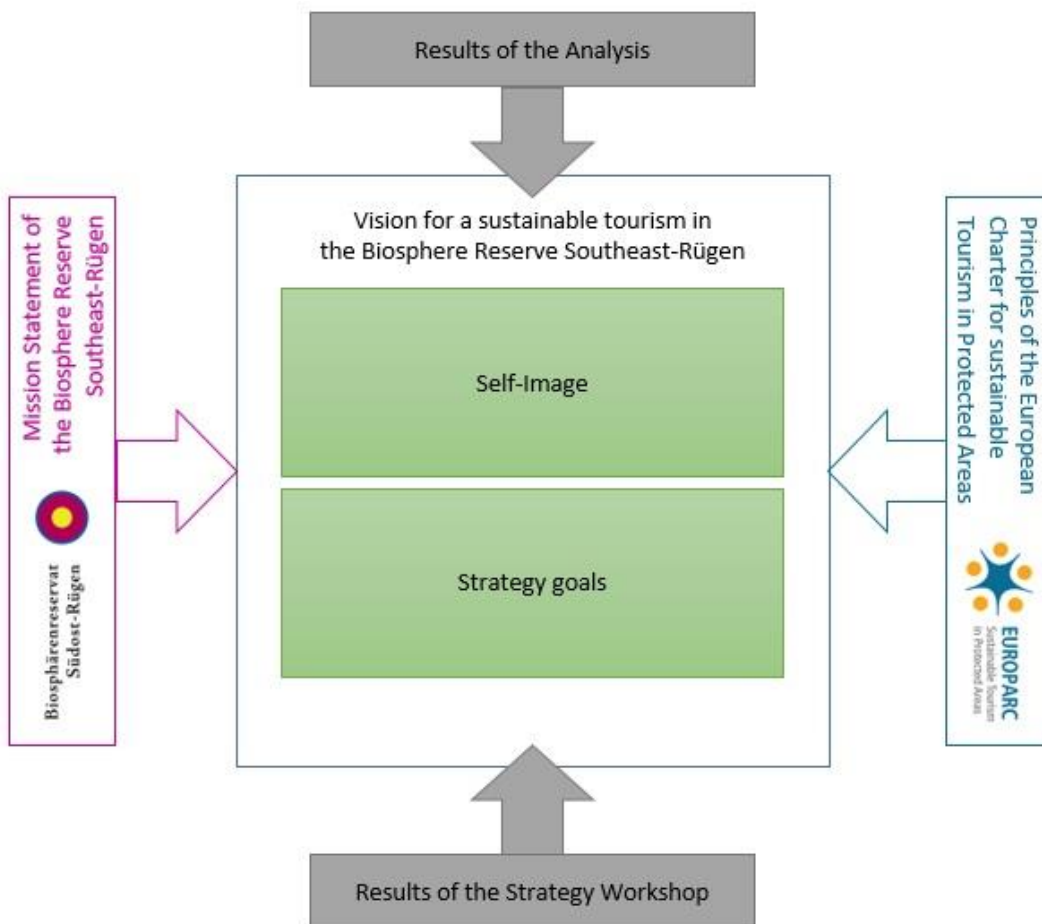 Results of the Analysis
Mission Statement of
the Biosphere Reserve
Southeast-Rügen
Biosphärenreservat
Südost-Rügen
Vision for a sustainable tourism in
the Biosphere Reserve Southeast-Rügen
Self-Image
Strategy goals
Principles of the European
Charter for sustainable
Tourism in Protected Areas
EUROPARC
Sustainable Tourism
in Protected Areas
Results of the Strategy Workshop